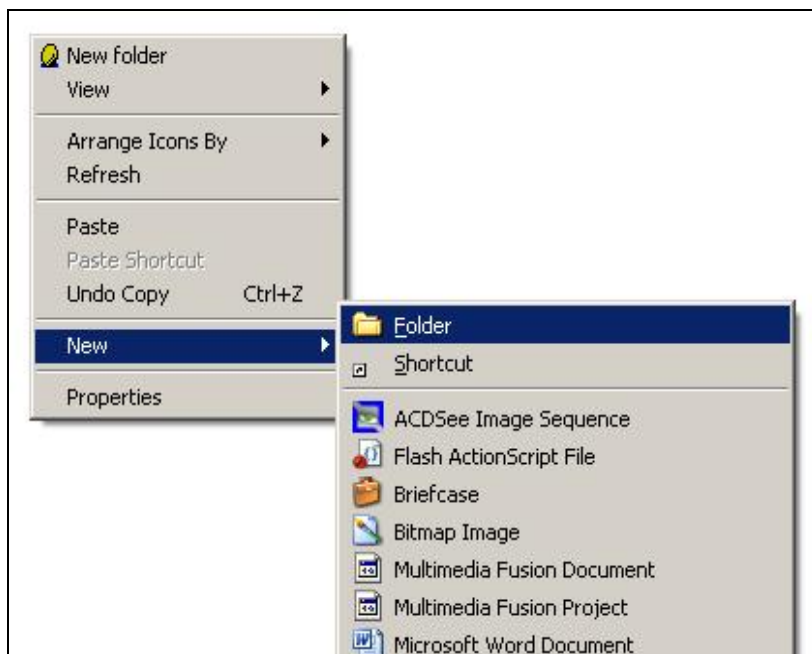 New folder
View
Arrange Icons By
Refresh
Paste
Paste Shortcut
Undo Copy Ctrl+Z
New
Properties
Folder
Shortcut
ACDSee Image Sequence
Flash ActionScript File
Briefcase
Bitmap Image
Multimedia Fusion Document
Multimedia Fusion Project
Microsoft Word Document